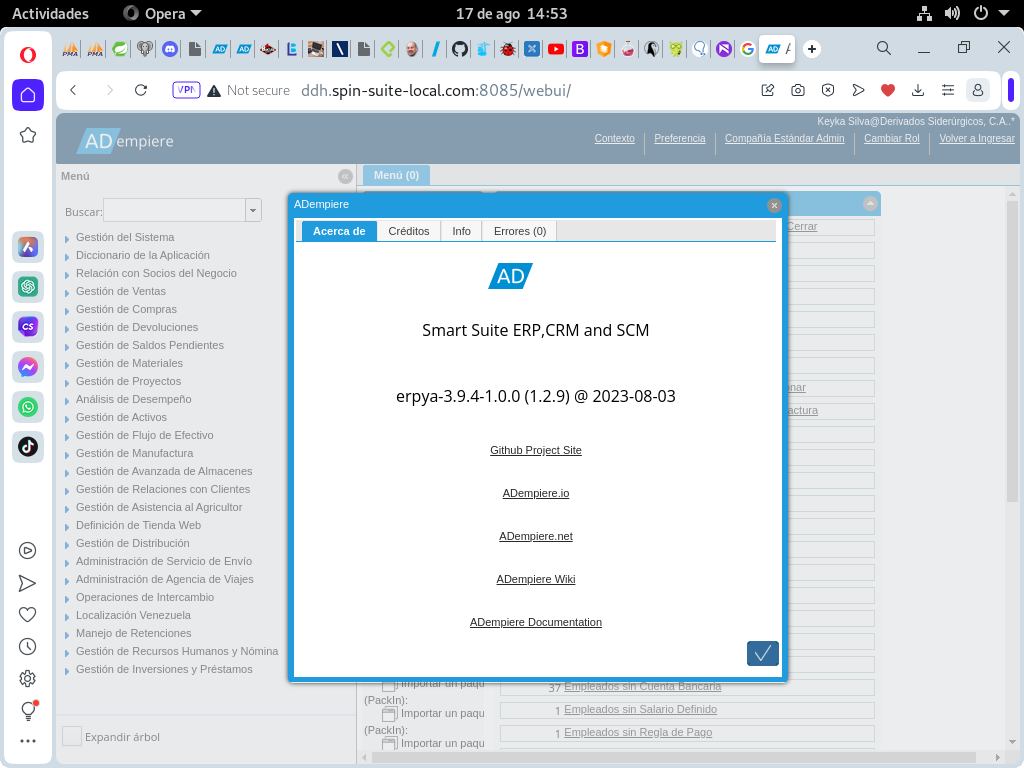 Actividades
Opera
17 de ago 14:53
VPN
Not secure
ddh.spin-suite-local.com:8085/webui/
Keyka Silva@Derivados Siderúrgicos, C.A..*
ADempiere
Contexto
Preferencia
Compañía Estándar Admin
Cambiar Rol
Volver a Ingresar
Menú
Menú (0)
Buscar:
Gestión del Sistema
Diccionario de la Aplicación
Relación con Socios del Negocio
Gestión de Ventas
Gestión de Compras
Gestión de Devoluciones
Gestión de Saldos Pendientes
Gestión de Materiales
Gestión de Proyectos
Análisis de Desempeño
Gestión de Activos
Gestión de Flujo de Efectivo
Gestión de Manufactura
Gestión de Avanzada de Almacenes
Gestión de Relaciones con Clientes
Gestión de Asistencia al Agricultor
Definición de Tienda Web
Gestión de Distribución
Administración de Servicio de Envío
Administración de Agencia de Viajes
Operaciones de Intercambio
Localización Venezuela
Manejo de Retenciones
Gestión de Recursos Humanos y Nómina
Gestión de Inversiones y Préstamos
Expandir árbol
ADempiere
Acerca de
Créditos
Info
Errores (0)
AD
Smart Suite ERP,CRM and SCM
erpya-3.9.4-1.0.0 (1.2.9) @ 2023-08-03
Github Project Site
ADempiere.io
ADempiere.net
ADempiere Wiki
ADempiere Documentation
Cerrar
onar
actura
Importar un paqu
(PackIn):
Importar un paqu
(PackIn):
Importar un paqu
37 Empleados sin Cuenta Bancaria
1 Empleados sin Salario Definido
1 Empleados sin Regla de Pago